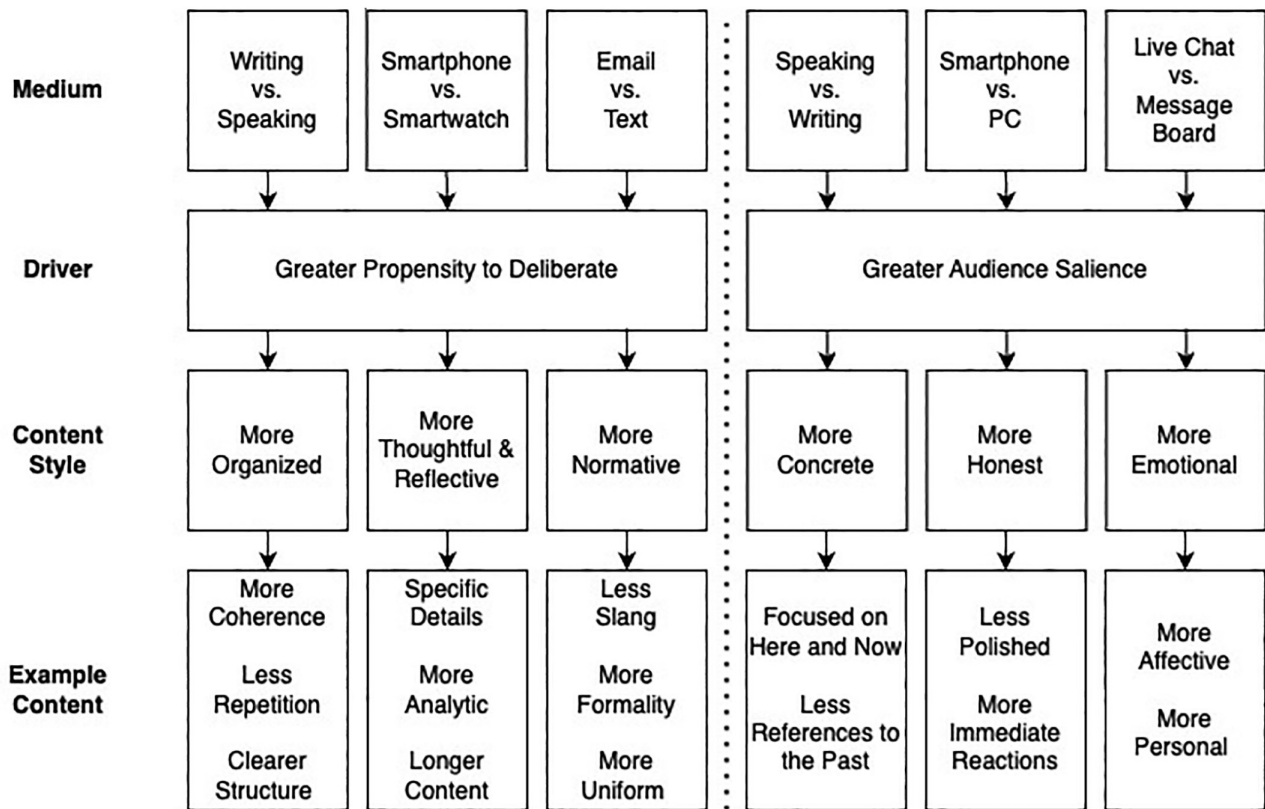 Medium
Writing
vs.
Speaking
Smartphone
vs.
Smartwatch
Email
vs.
Text
Speaking
vs.
Writing
Smartphone
vs.
PC
Live Chat
vs.
Message
Board
Driver
Greater Propensity to Deliberate
Greater Audience Salience
Content
Style
More
Organized
More
Thoughtful &
Reflective
More
Normative
More
Concrete
More
Honest
More
Emotional
Example
Content
More
Coherence
Less
Repetition
Clearer
Structure
Specific
Details
More
Analytic
Longer
Content
Less
Slang
More
Formality
More
Uniform
Focused on
Here and Now
Less
References to
the Past
Less
Polished
More
Immediate
Reactions
More
Affective
More
Personal